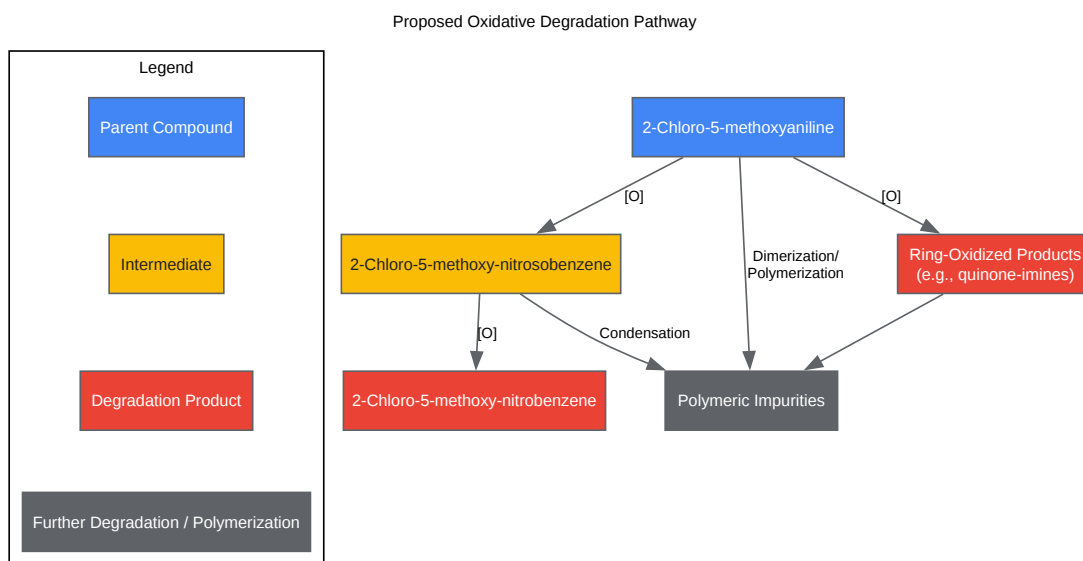 Proposed Oxidative Degradation Pathway
Legend
Parent Compound
Intermediate
Degradation Product
Further Degradation / Polymerization
2-Chloro-5-methoxyaniline
[O]
[O]
Dimerization/
Polymerization
2-Chloro-5-methoxy-nitrosobenzene
Ring-Oxidized Products
(e.g., quinone-imines)
[O]
Condensation
2-Chloro-5-methoxy-nitrobenzene
Polymeric Impurities